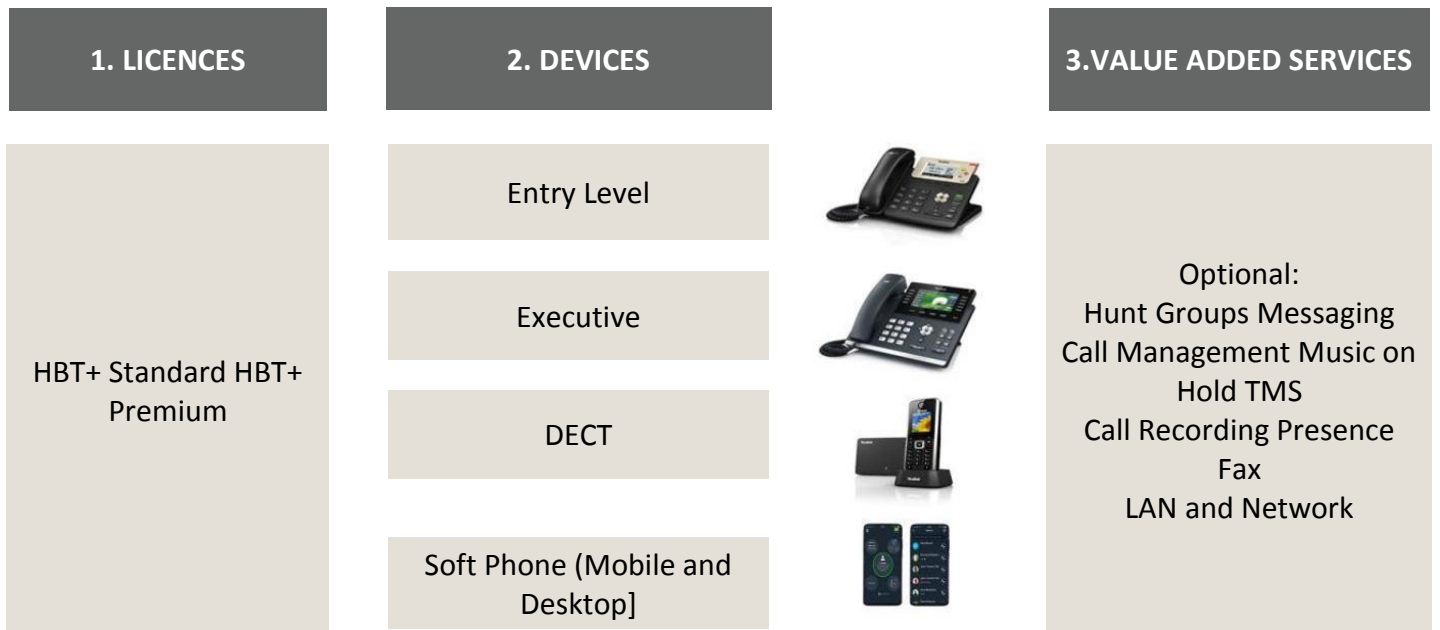 1. LICENCES
2. DEVICES
3.VALUE ADDED SERVICES
HBT+ Standard HBT+
Premium
Entry Level
Executive
DECT
Soft Phone (Mobile and
Desktop]
Optional:
Hunt Groups Messaging
Call Management Music on
Hold TMS
Call Recording Presence
Fax
LAN and Network